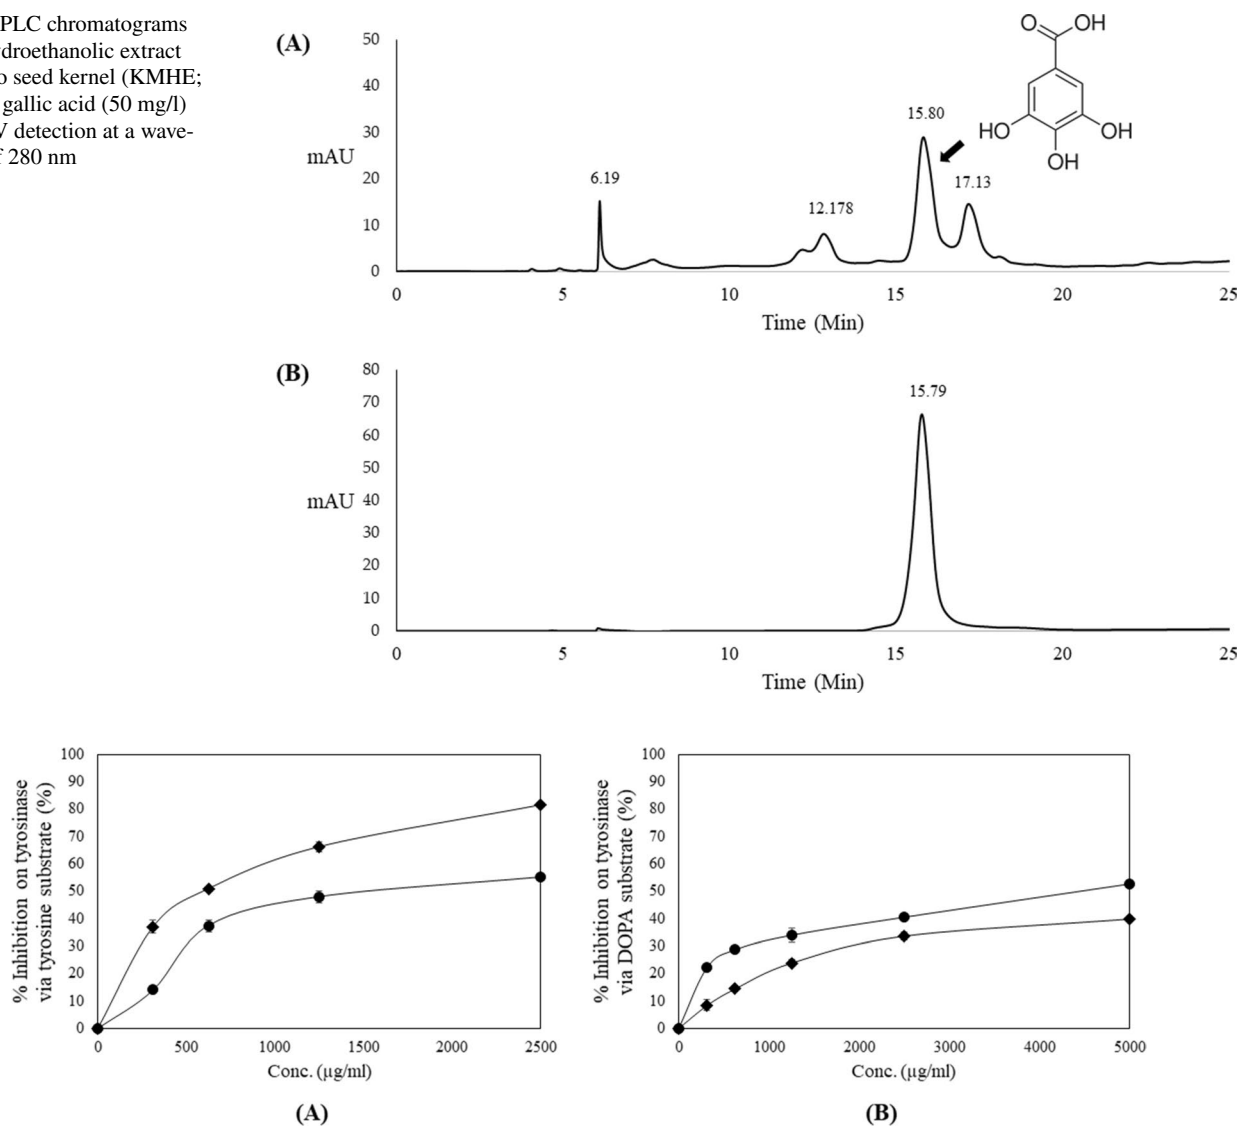 PLC chromatograms
droethanolic extract
o seed kernel (KMHE;
gallic acid (50 mg/l)
V detection at a wave-
f 280 nm
(A)
50
40
30
mAU
20
10
0
6.19
12.178
15.80
17.13
O
OH
HO
OH
OH
0 5 10 15 20 25
Time (Min)
(B)
80
70
60
50
mAU 40
30
20
10
0
15.79
0 5 10 15 20 25
Time (Min)
% Inhibition on tyrosinase
via tyrosine substrate (%)
100
90
80
70
60
50
40
30
20
10
0
0 500 1000 1500 2000 2500
Conc. (µg/ml)
(A)
% Inhibition on tyrosinase
via DOPA substrate (%)
100
90
80
70
60
50
40
30
20
10
0
0 1000 2000 3000 4000 5000
Conc. (µg/ml)
(B)